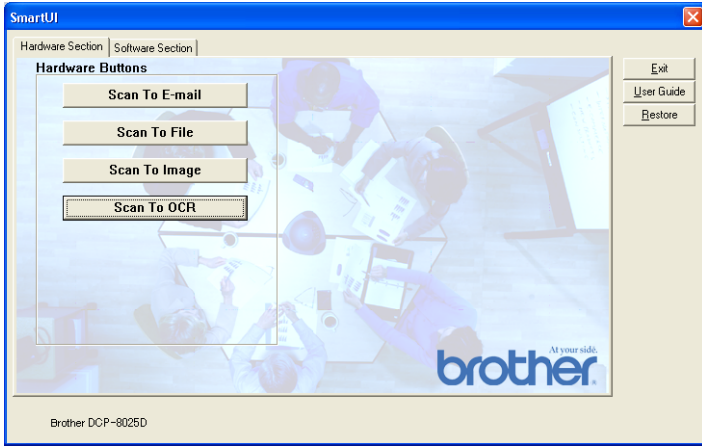 SmartUI
Hardware Section
Software Section
Hardware Buttons
Scan To E-mail
Scan To File
Scan To Image
Scan To OCR
Exit
User Guide
Restore
At your side.
brother
Brother DCP-8025D